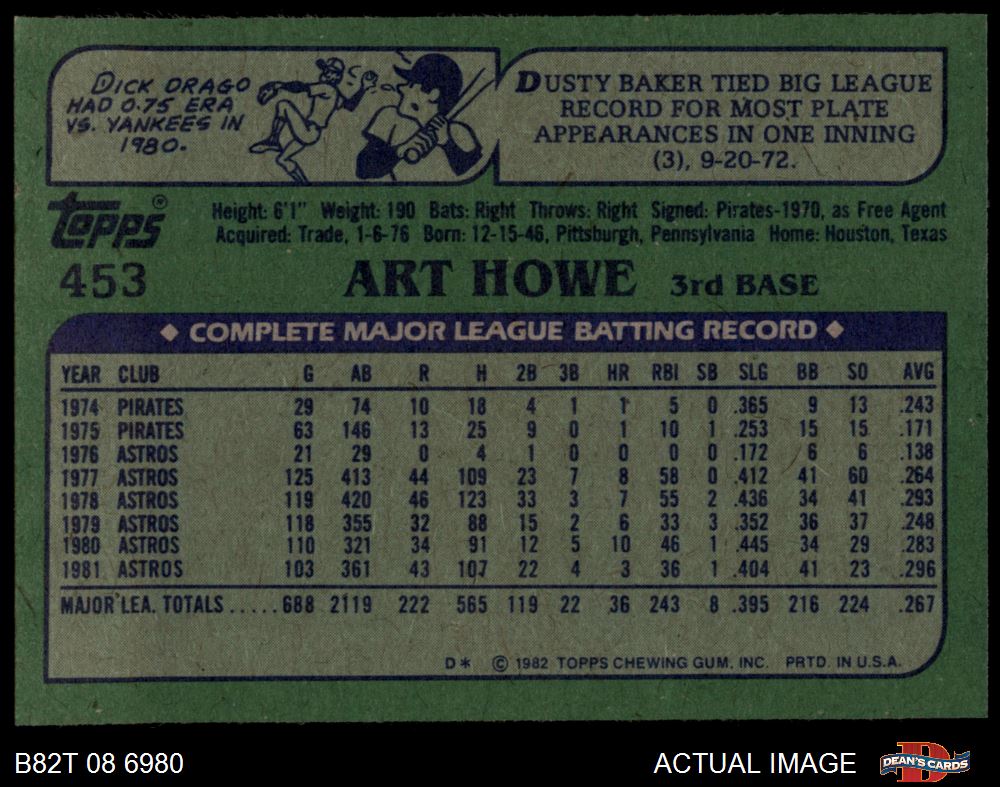 DICK DRAGO
HAD 0.75 ERA
VS. YANKEES IN
1980.
DUSTY BAKER TIED BIG LEAGUE
RECORD FOR MOST PLATE
APPEARANCES IN ONE INNING
(3), 9-20-72.
topps®
Height: 6'1" Weight: 190 Bats: Right Throws: Right Signed: Pirates-1970, as Free Agent
Acquired: Trade, 1-6-76 Born: 12-15-46, Pittsburgh, Pennsylvania Home: Houston, Texas
453 ART HOWE 3rd BASE
◆ COMPLETE MAJOR LEAGUE BATTING RECORD ◆
YEAR CLUB G AB R H 2B 3B HR RBI SB SLG BB SO AVG
1974 PIRATES 29 74 10 18 4 1 1 5 0 .365 9 13 .243
1975 PIRATES 63 146 13 25 9 0 1 10 1 .253 15 15 .171
1976 ASTROS 21 29 0 4 1 0 0 0 0 .172 6 6 .138
1977 ASTROS 125 413 44 109 23 7 8 58 0 .412 41 60 .264
1978 ASTROS 119 420 46 123 33 3 7 55 2 .436 34 41 .293
1979 ASTROS 118 355 32 88 15 2 6 33 3 .352 36 37 .248
1980 ASTROS 110 321 34 91 12 5 10 46 1 .445 34 29 .283
1981 ASTROS 103 361 43 107 22 4 3 36 1 .404 41 23 .296
MAJOR LEA. TOTALS.....688 2119 222 565 119 22 36 243 8 .395 216 224 .267
D* © 1982 TOPPS CHEWING GUM, INC. PRTD. IN U.S.A.
B82T 08 6980
ACTUAL IMAGE
D
DEAN'S CARDS